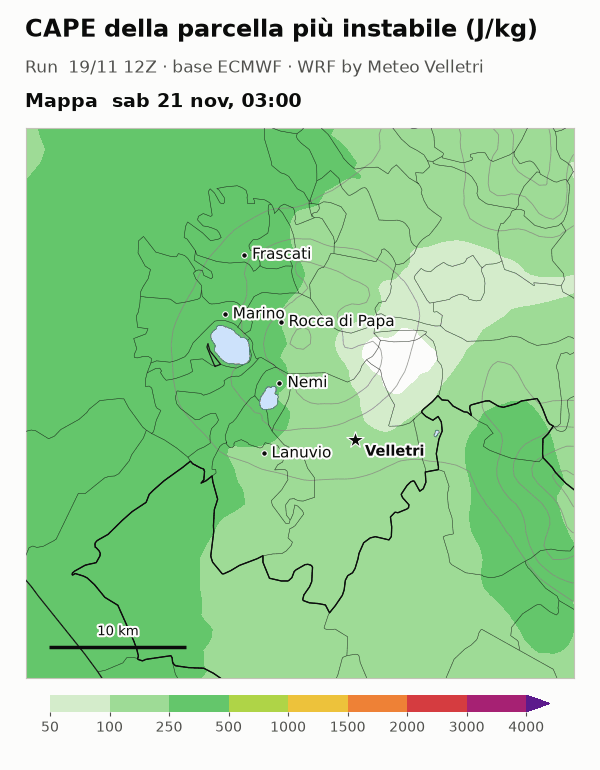 CAPE della parcella più instabile (J/kg)
Run  19/11 12Z · base ECMWF · WRF by Meteo Velletri
Mappa  sab 21 nov, 03:00
Frascati
Marino
Rocca di Papa
Nemi
Velletri
Lanuvio
10 km
50 100 250 500 1000 1500 2000 3000 4000